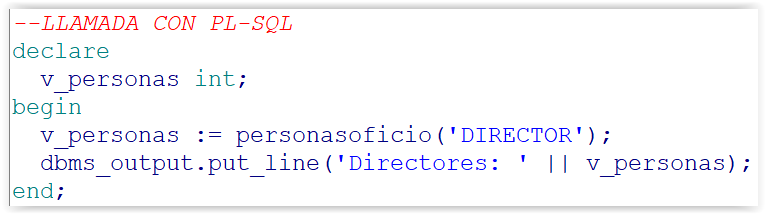 --LLAMADA CON PL-SQL
declare
  v_personas int;
begin
  v_personas := personasoficio('DIRECTOR');
  dbms_output.put_line('Directores: ' || v_personas);
end;